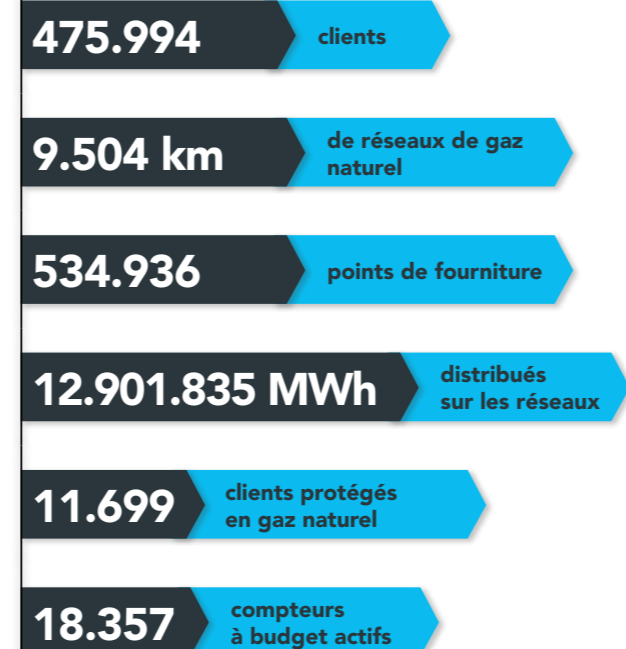 475.994
clients
9.504 km
de réseaux de gaz
naturel
534.936
points de fourniture
12.901.835 MWh
distribués
sur les réseaux
11.699
clients protégés
en gaz naturel
18.357
compteurs
à budget actifs